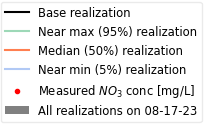 Base realization
Near max (95%) realization
Median (50%) realization
Near min (5%) realization
Measured NO₃ conc [mg/L]
All realizations on 08-17-23